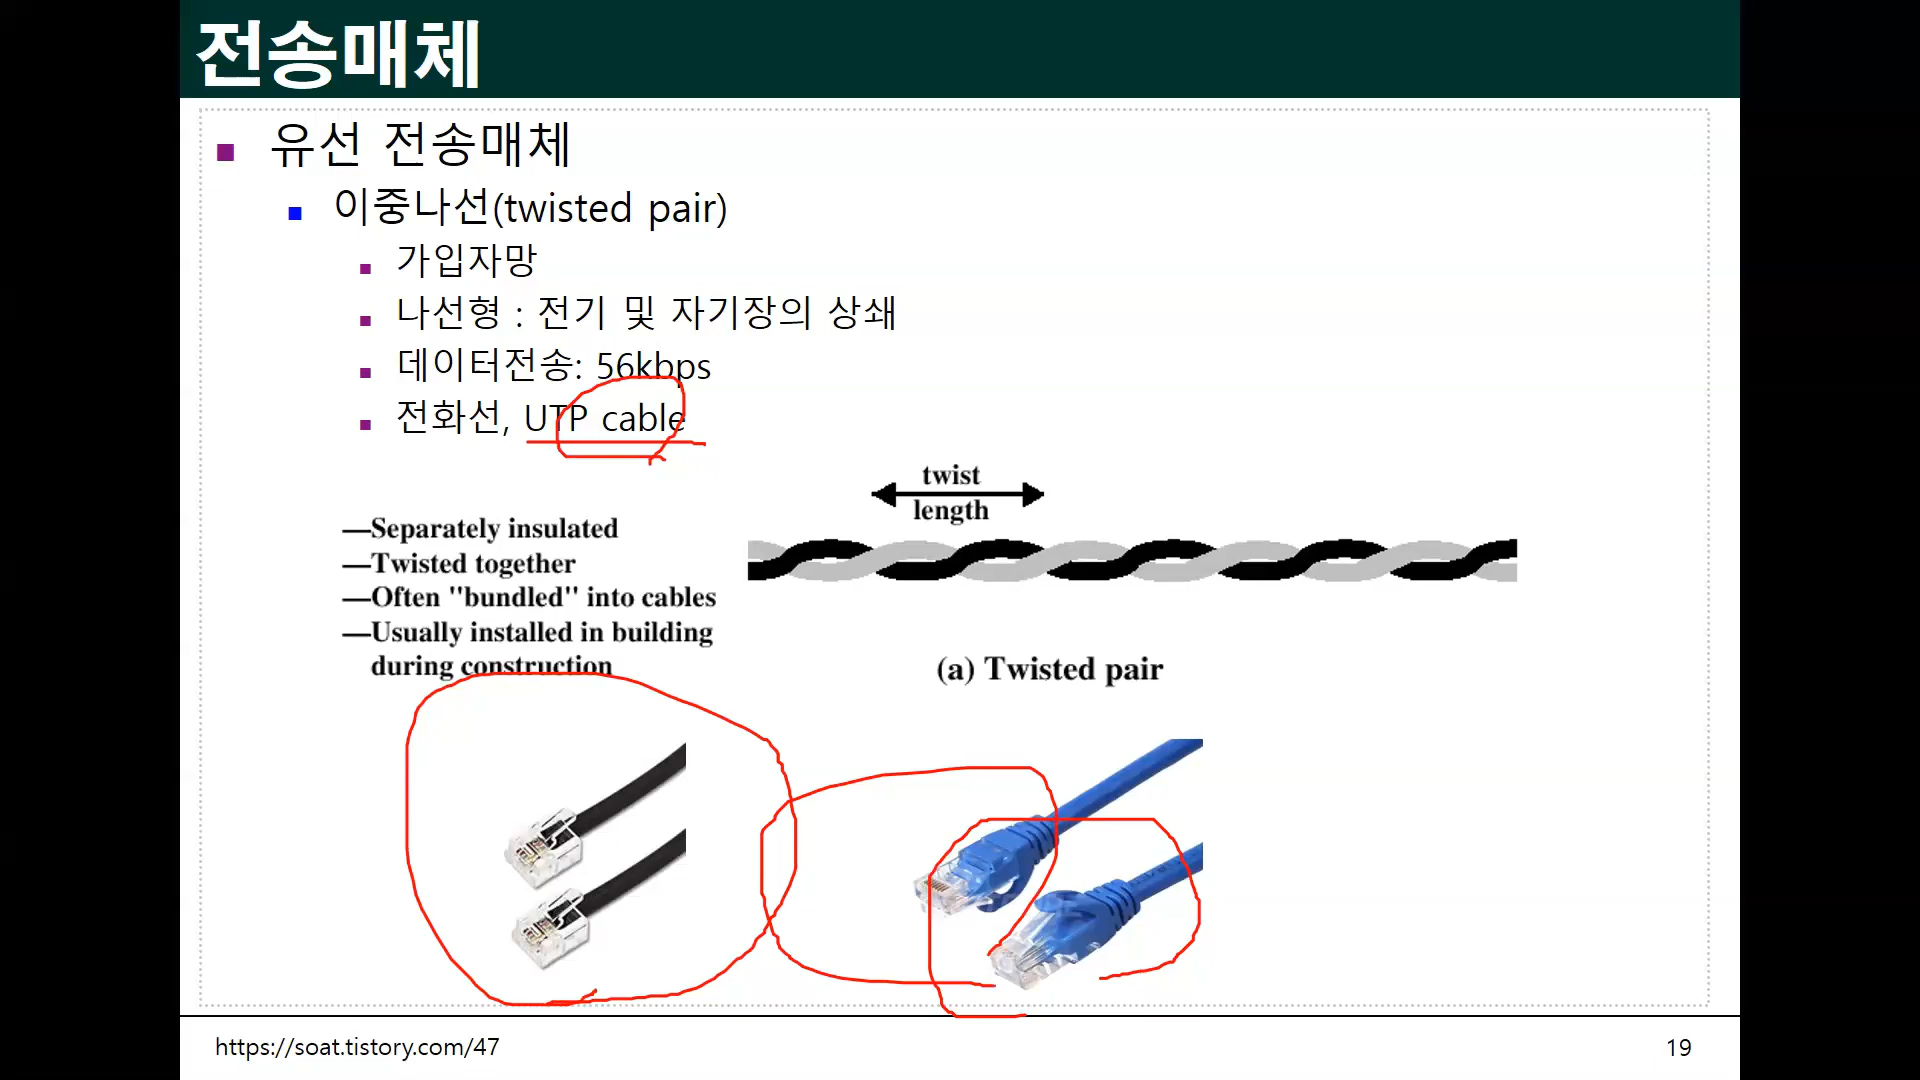 전송매체
유선 전송매체
이중나선(twisted pair)
가입자망
나선형 : 전기 및 자기장의 상쇄
데이터전송: 56kbps
전화선, UTP cable
twist
length
—Separately insulated
—Twisted together
—Often "bundled" into cables
—Usually installed in building
during construction
(a) Twisted pair
https://soat.tistory.com/47
19